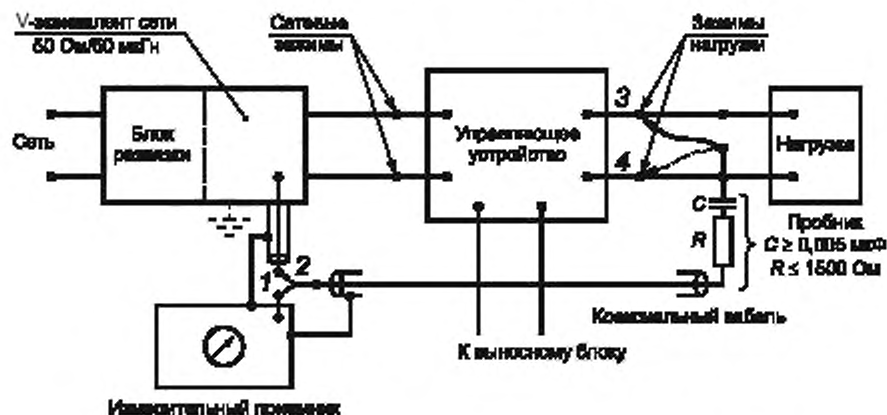 V-эквивалент сети
50 Ом/50 мкГн
Сетевые
зажимы
Зажимы
нагрузки
Сеть
Блок
развязки
Управляющее
устройство
3
4
Нагрузка
C
R
Пробник
C ≥ 0,005 мкФ
R ≤ 1500 Ом
1
2
Коаксиальный кабель
К выносному блоку
Измерительный приемник